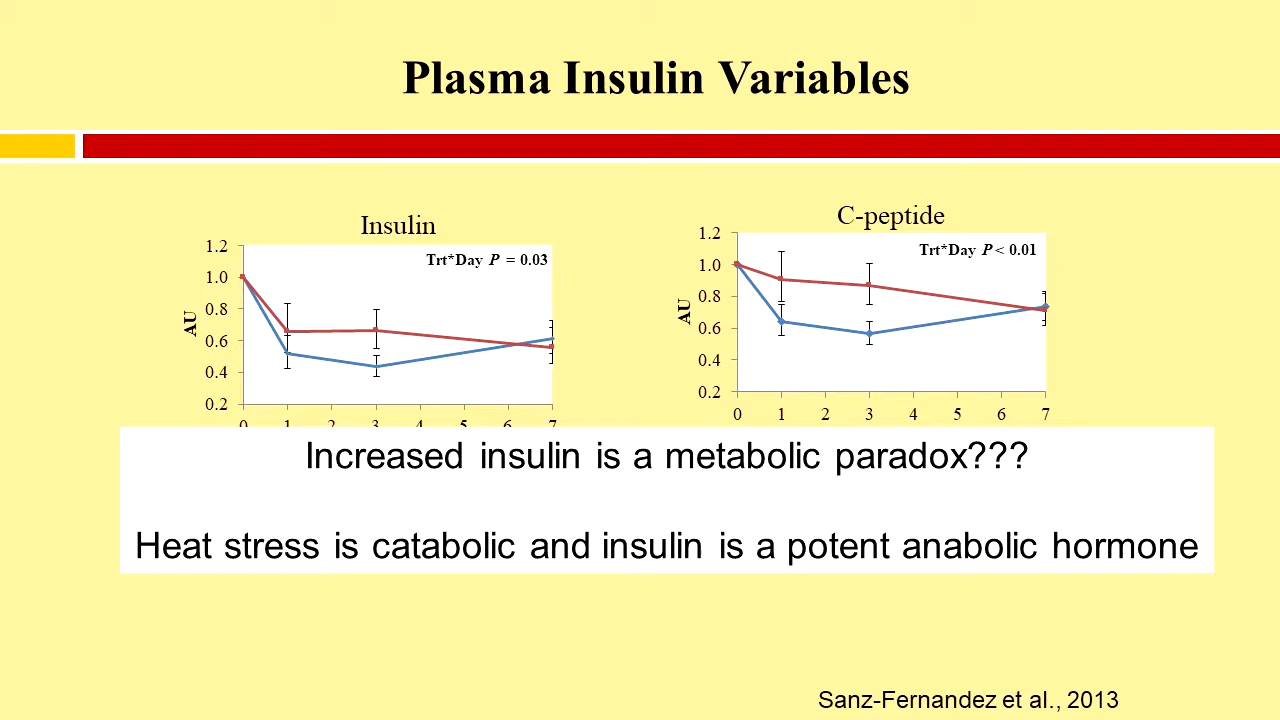 Plasma Insulin Variables
Insulin
Trt*Day P = 0.03
1.2
1.0
0.8
0.6
0.4
0.2
AU
0 1 2 3 4 5 6 7
C-peptide
Trt*Day P < 0.01
1.2
1.0
0.8
0.6
0.4
0.2
AU
0 1 2 3 4 5 6 7
Increased insulin is a metabolic paradox???
Heat stress is catabolic and insulin is a potent anabolic hormone
Sanz-Fernandez et al., 2013